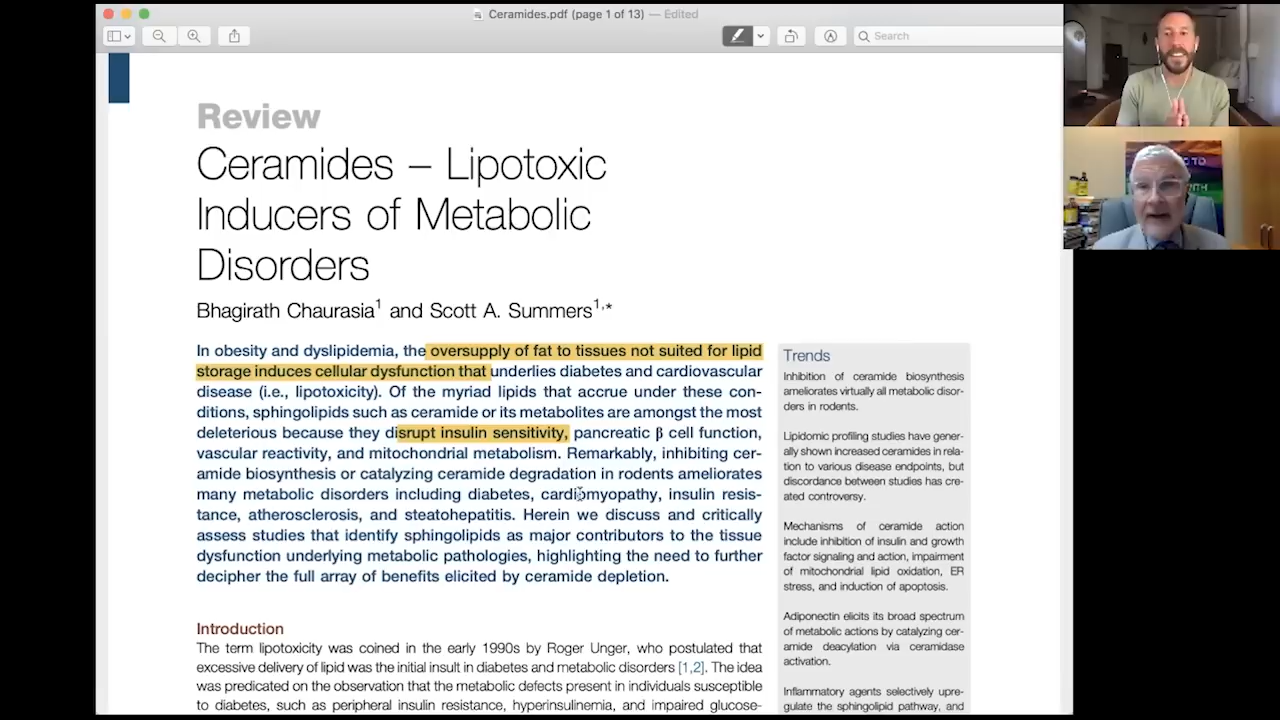 Ceramides.pdf (page 1 of 13) — Edited
Search
Review
Ceramides – Lipotoxic
Inducers of Metabolic
Disorders
Bhagirath Chaurasia1 and Scott A. Summers1,*
In obesity and dyslipidemia, the oversupply of fat to tissues not suited for lipid
storage induces cellular dysfunction that underlies diabetes and cardiovascular
disease (i.e., lipotoxicity). Of the myriad lipids that accrue under these con-
ditions, sphingolipids such as ceramide or its metabolites are amongst the most
deleterious because they disrupt insulin sensitivity, pancreatic β cell function,
vascular reactivity, and mitochondrial metabolism. Remarkably, inhibiting cer-
amide biosynthesis or catalyzing ceramide degradation in rodents ameliorates
many metabolic disorders including diabetes, cardiomyopathy, insulin resis-
tance, atherosclerosis, and steatohepatitis. Herein we discuss and critically
assess studies that identify sphingolipids as major contributors to the tissue
dysfunction underlying metabolic pathologies, highlighting the need to further
decipher the full array of benefits elicited by ceramide depletion.
Introduction
The term lipotoxicity was coined in the early 1990s by Roger Unger, who postulated that
excessive delivery of lipid was the initial insult in diabetes and metabolic disorders [1,2]. The idea
was predicated on the observation that the metabolic defects present in individuals susceptible
to diabetes, such as peripheral insulin resistance, hyperinsulinemia, and impaired glucose-
Trends
Inhibition of ceramide biosynthesis
ameliorates virtually all metabolic disor-
ders in rodents.
Lipidomic profiling studies have gener-
ally shown increased ceramides in rela-
tion to various disease endpoints, but
discordance between studies has cre-
ated controversy.
Mechanisms of ceramide action
include inhibition of insulin and growth
factor signaling and action, impairment
of mitochondrial lipid oxidation, ER
stress, and induction of apoptosis.
Adiponectin elicits its broad spectrum
of metabolic actions by catalyzing cer-
amide deacylation via ceramidase
activation.
Inflammatory agents selectively upre-
gulate the sphingolipid pathway, and